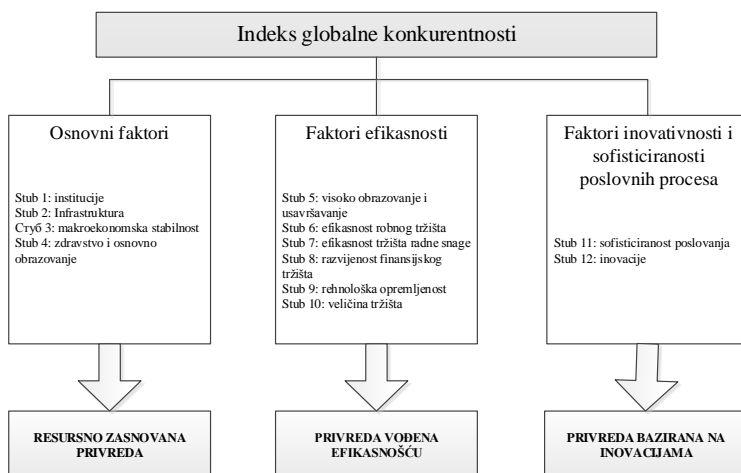 Indeks globalne konkurentnosti
Osnovni faktori
Stub 1: institucije
Stub 2: Infrastruktura
Стуб 3: makroekonomska stabilnost
Stub 4: zdravstvo i osnovno
obrazovanje
RESURSNO ZASNOVANA
PRIVREDA
Faktori efikasnosti
Stub 5: visoko obrazovanje i
usavršavanje
Stub 6: efikasnost robnog tržišta
Stub 7: efikasnost tržišta radne snage
Stub 8: razvijenost finansijskog
tržišta
Stub 9: rehnološka opremljenost
Stub 10: veličina tržišta
PRIVREDA VOĐENA
EFIKASNOŠĆU
Faktori inovativnosti i
sofisticiranosti
poslovnih procesa
Stub 11: sofisticiranost poslovanja
Stub 12: inovacije
PRIVREDA BAZIRANA NA
INOVACIJAMA